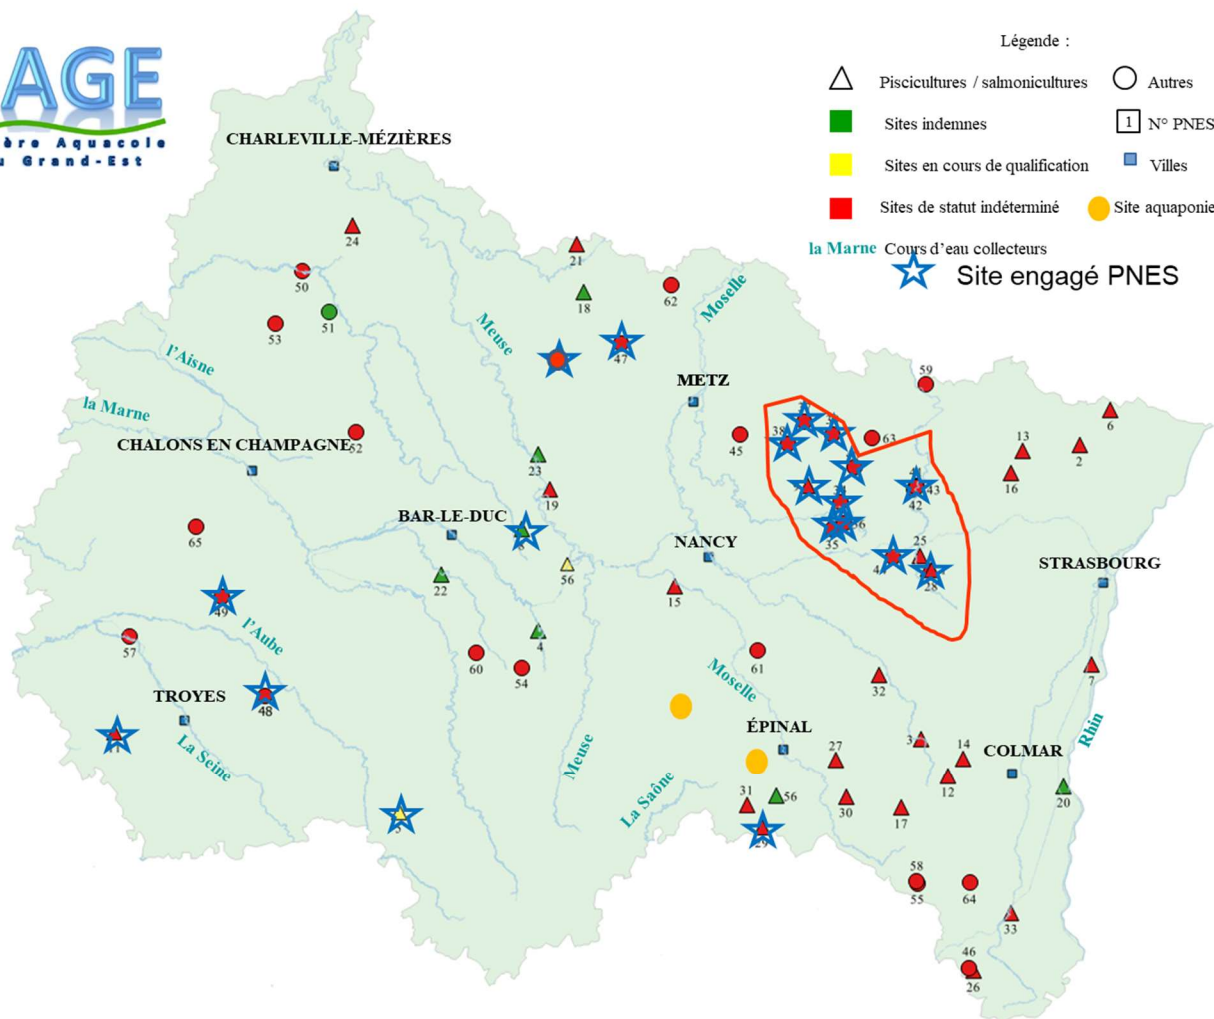 AGE
ère Aquacole
u Grand-Est
Légende :
Piscicultures / salmonicultures
Autres
Sites indemnes
1 N° PNES
Sites en cours de qualification
Villes
Sites de statut indéterminé
Site aquaponie
la Marne Cours d'eau collecteurs
Site engagé PNES
CHARLEVILLE-MÉZIÈRES
24
21
50
18
62
51
53
Moselle
Meuse
47
l'Aisne
METZ
59
la Marne
6
CHALONS EN CHAMPAGNE
52
38
63
45
13
2
23
16
19
43
42
65
BAR-LE-DUC
8
36
35
NANCY
25
STRASBOURG
56
22
28
15
49
l'Aube
57
4
60
54
61
7
TROYES
48
Moselle
32
La Seine
Meuse
ÉPINAL
Rhin
27
14
COLMAR
12
La Saône
31
56
30
17
20
5
29
58
55
64
33
46
26